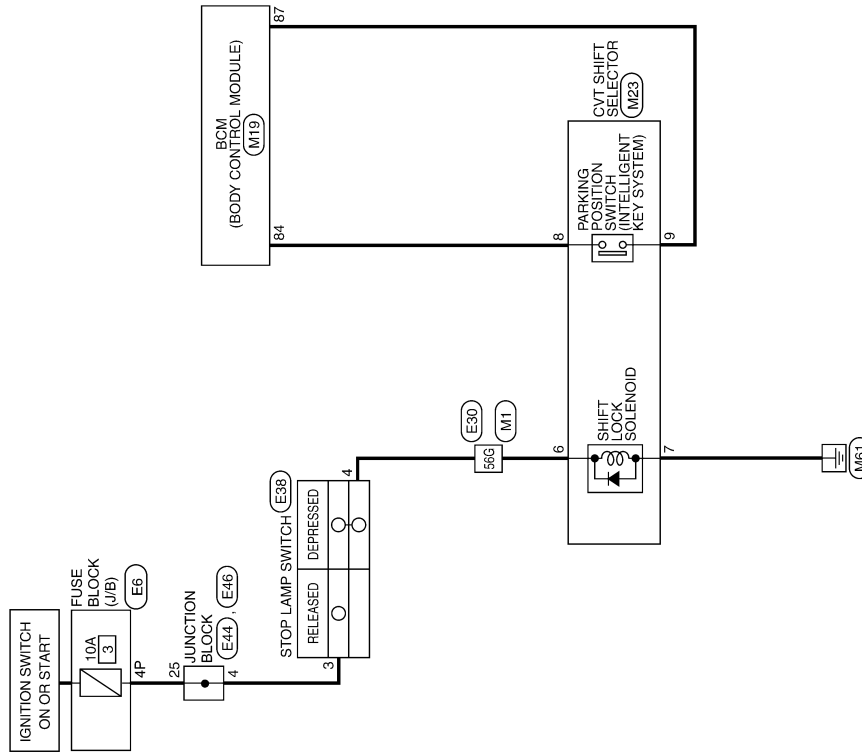 IGNITION SWITCH
ON OR START
FUSE
BLOCK
(J/B)
E6
10A
3
4P
25
JUNCTION
BLOCK
E44 , E46
4
STOP LAMP SWITCH
E38
RELEASED
DEPRESSED
3
4
E30
56G
M1
BCM
(BODY CONTROL MODULE)
M19
84
87
CVT SHIFT
SELECTOR
M23
6
8
SHIFT
LOCK
SOLENOID
PARKING
POSITION
SWITCH
(INTELLIGENT
KEY SYSTEM)
7
9
M61